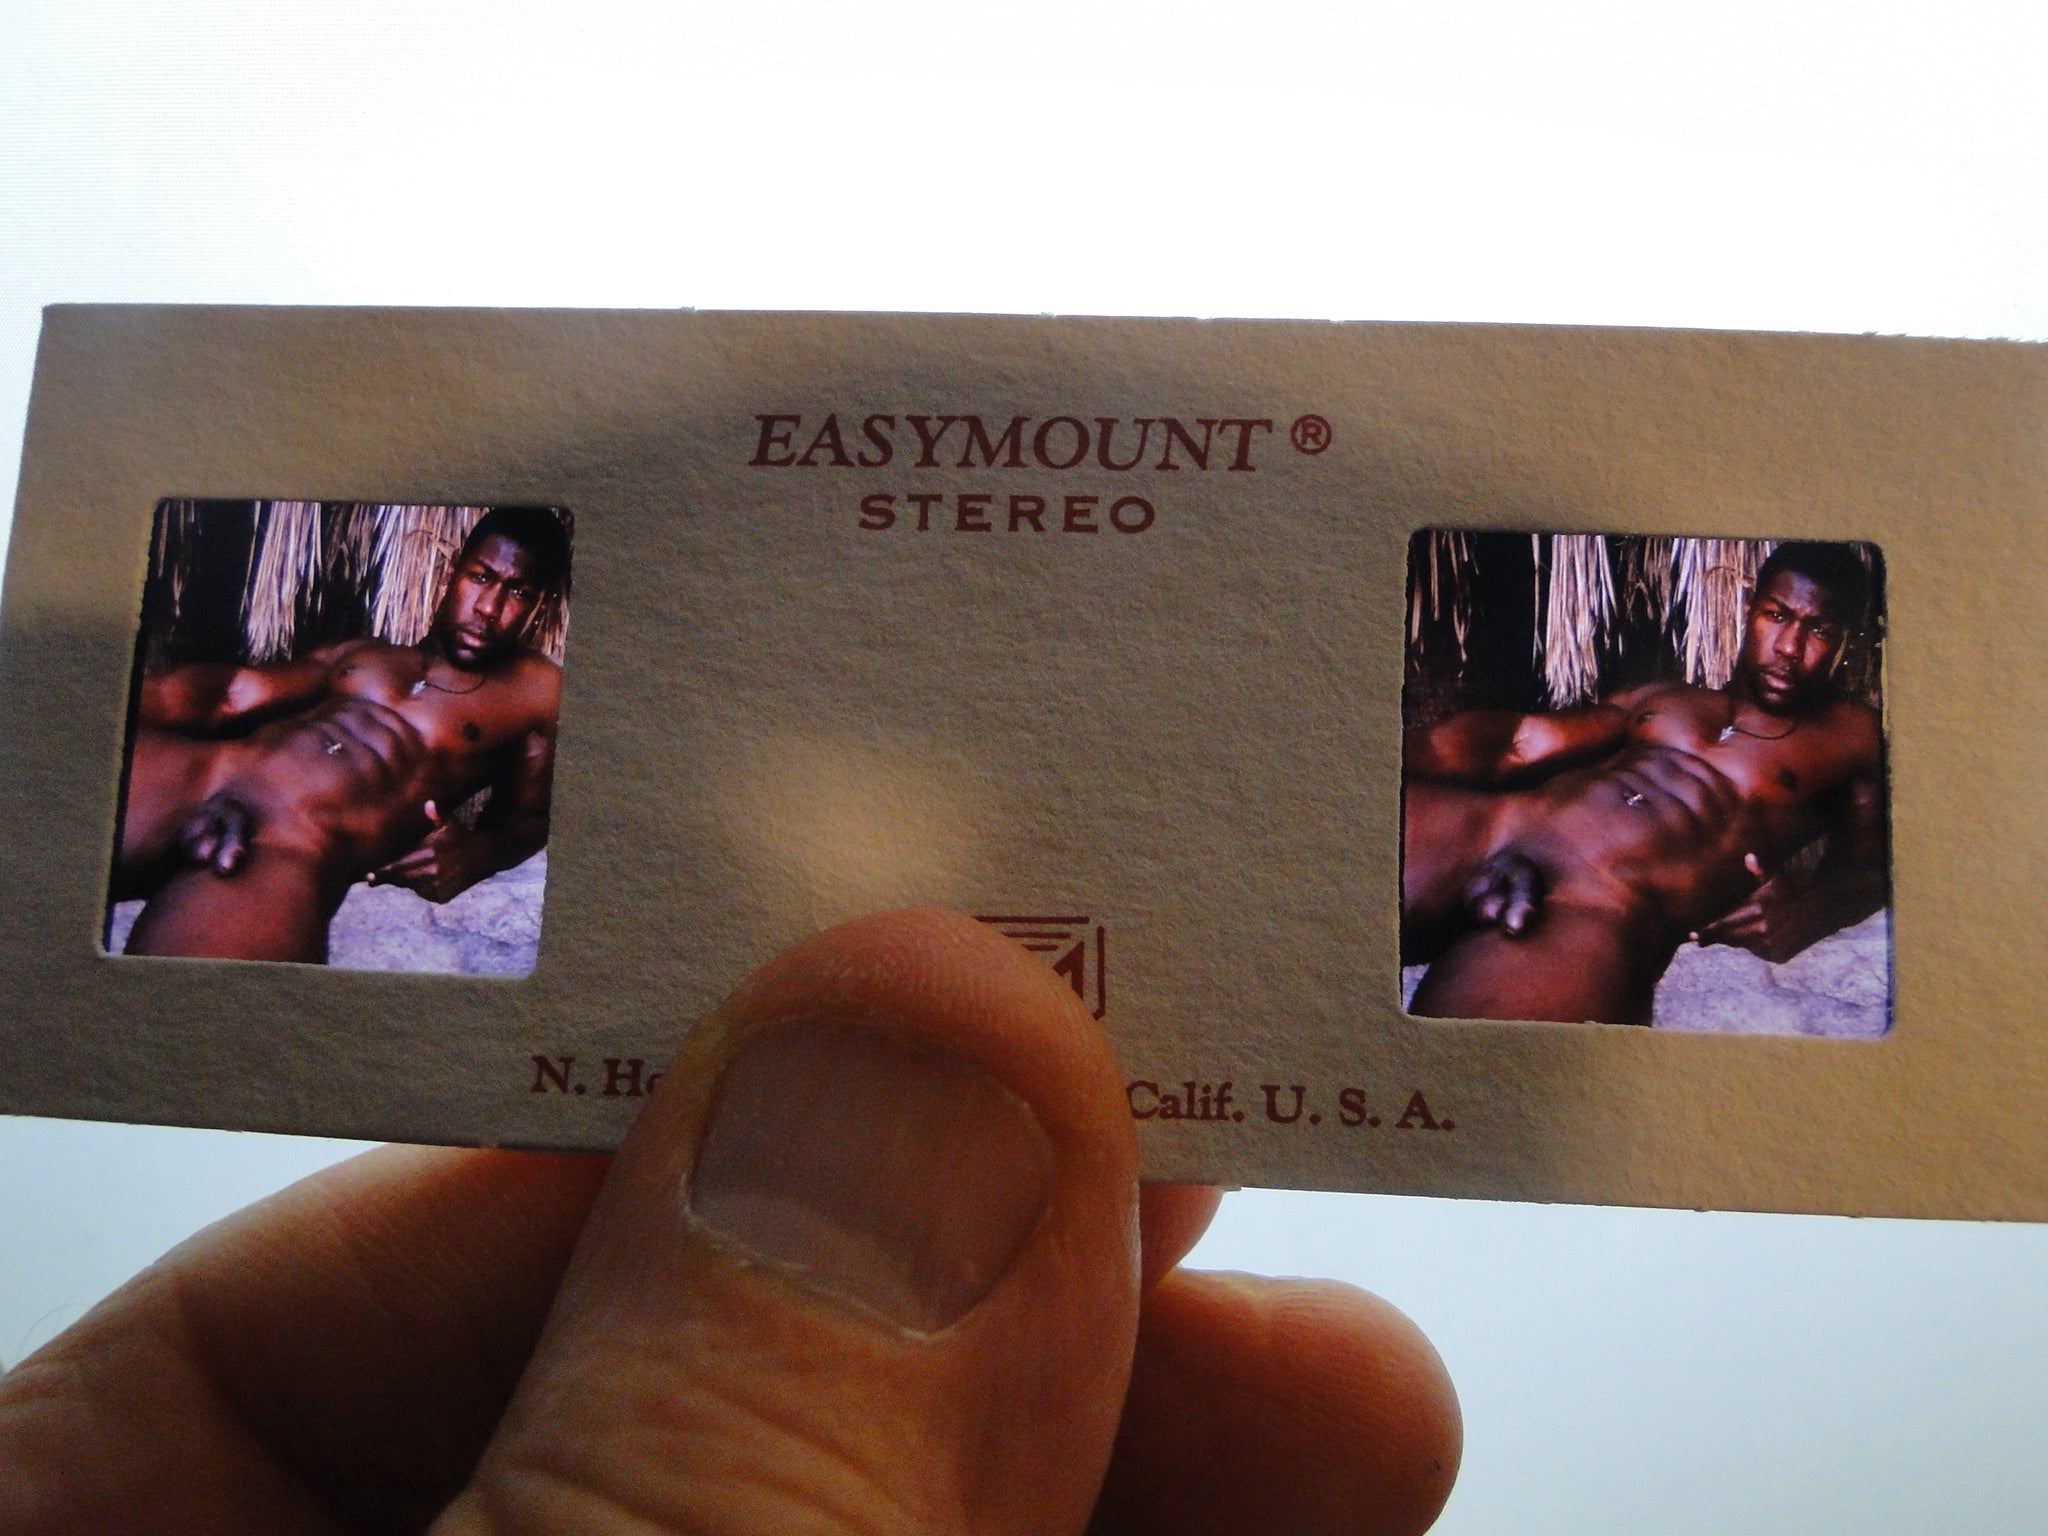 EASYMOUNT ®
STEREO
N. Calif. U. S. A.